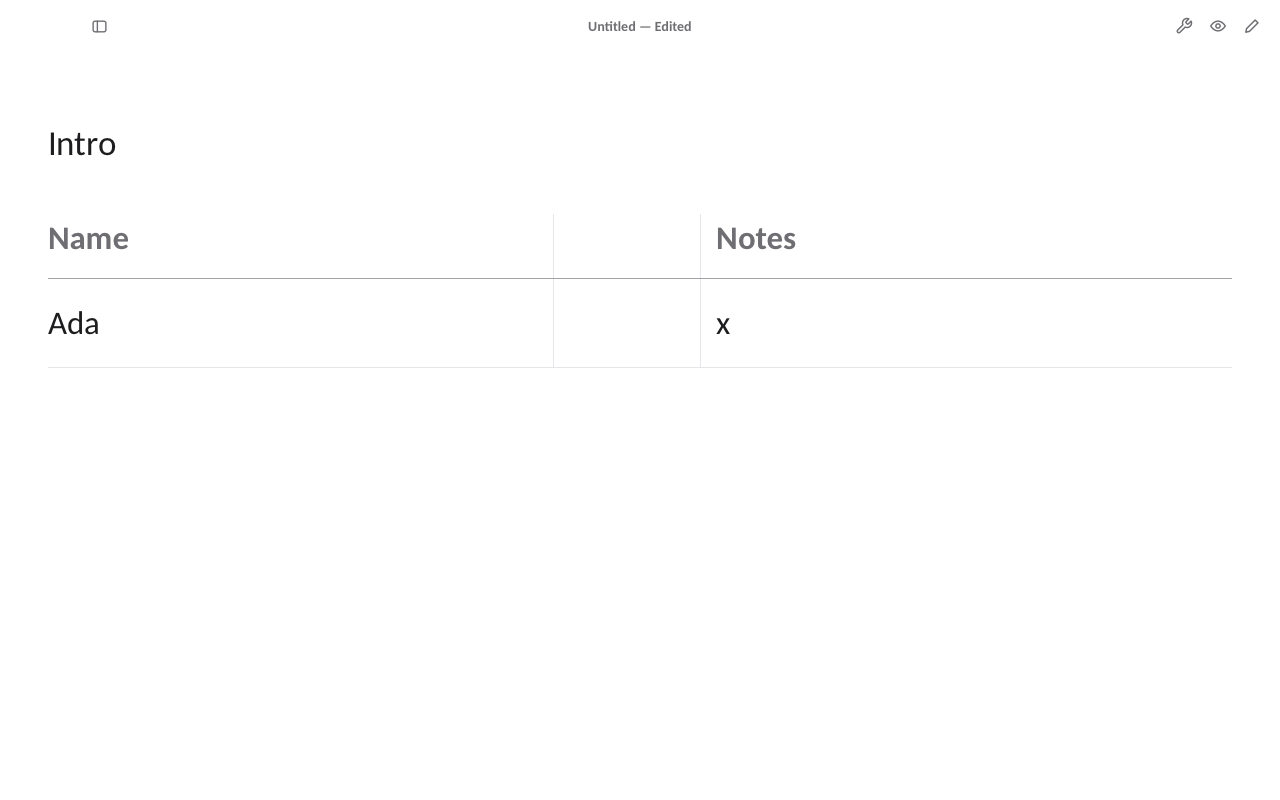 Untitled — Edited
Intro
Name Notes
Ada x